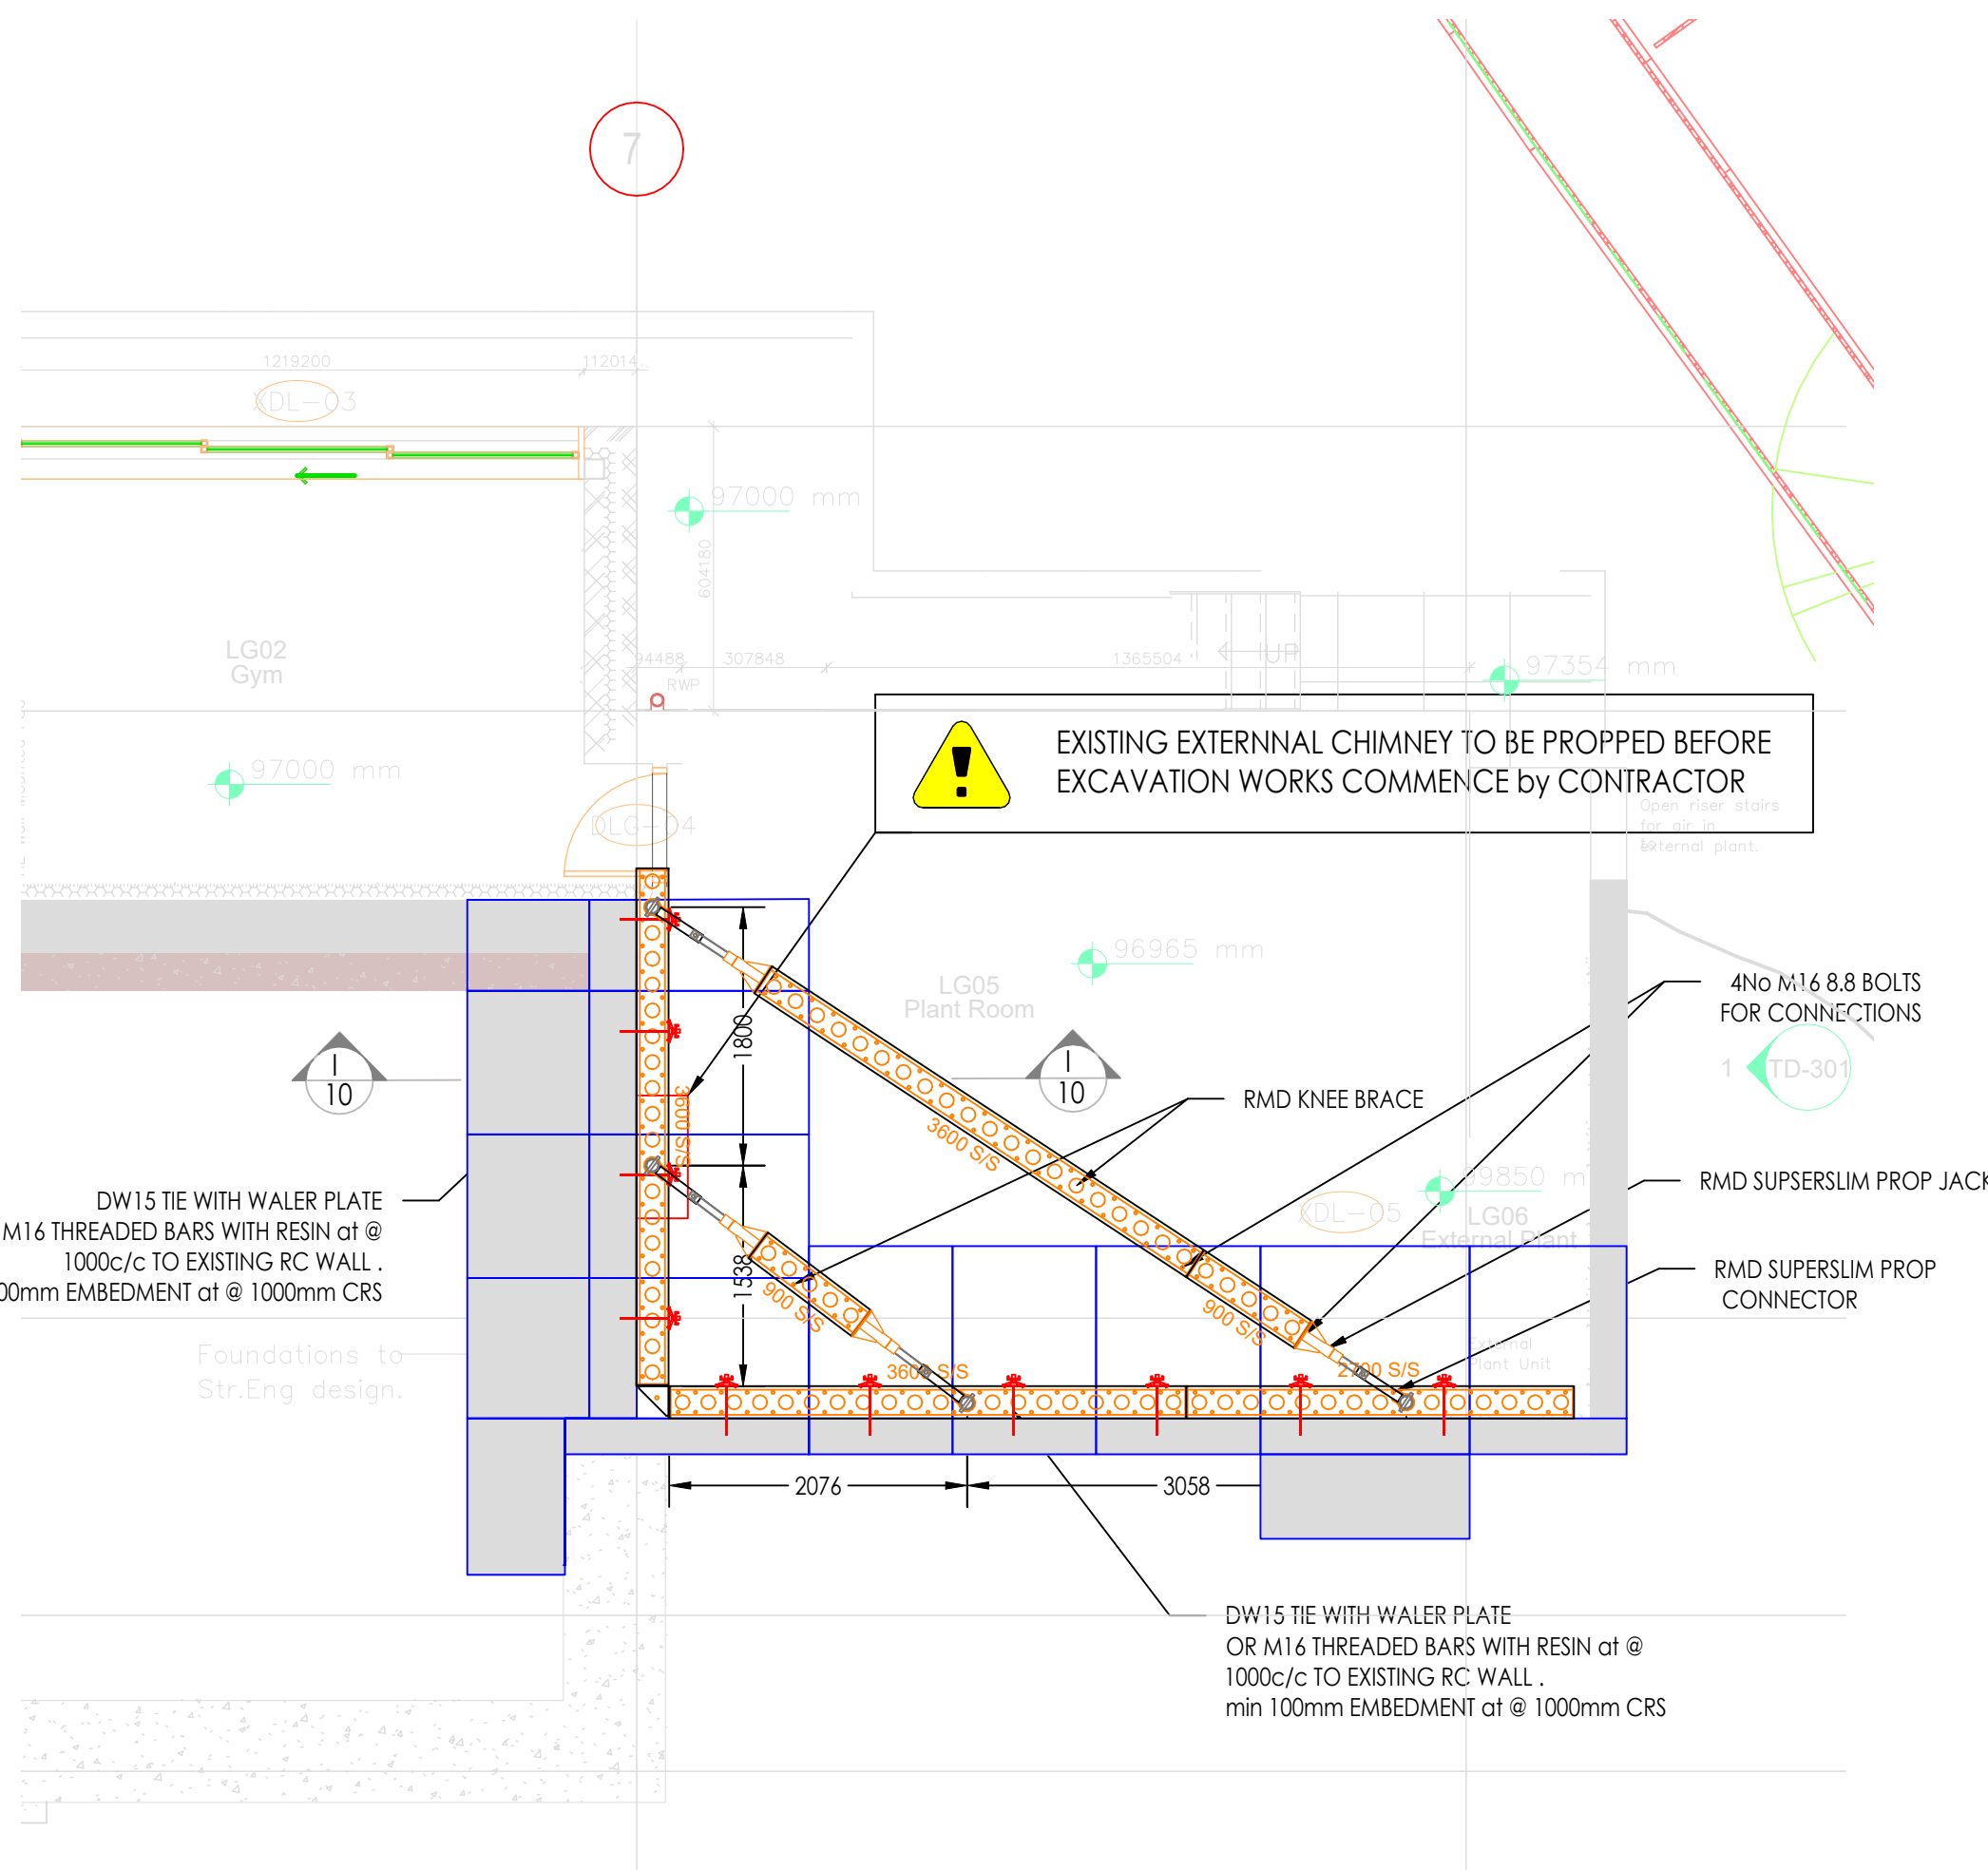 7
1219200
112014
XDL-03
97000 mm
604180
LG02
Gym
94488
307848
1365504
UP
RWP
97354 mm
EXISTING EXTERNNAL CHIMNEY TO BE PROPPED BEFORE
EXCAVATION WORKS COMMENCE by CONTRACTOR
97000 mm
DLG-04
Open riser stairs
for air in
external plant.
96965 mm
LG05
Plant Room
4No M16 8.8 BOLTS
FOR CONNECTIONS
1800
I
10
I
10
1
TD-301
3600 S/S
3600 S/S
RMD KNEE BRACE
99850 m
RMD SUPSERSLIM PROP JACK
DW15 TIE WITH WALER PLATE
M16 THREADED BARS WITH RESIN at @
1000c/c TO EXISTING RC WALL .
00mm EMBEDMENT at @ 1000mm CRS
XDL-05
LG06
External Plant
1538
900 S/S
900 S/S
RMD SUPERSLIM PROP
CONNECTOR
Foundations to
Str.Eng design.
External
Plant Unit
3600 S/S
2700 S/S
2076
3058
DW15 TIE WITH WALER PLATE
OR M16 THREADED BARS WITH RESIN at @
1000c/c TO EXISTING RC WALL .
min 100mm EMBEDMENT at @ 1000mm CRS